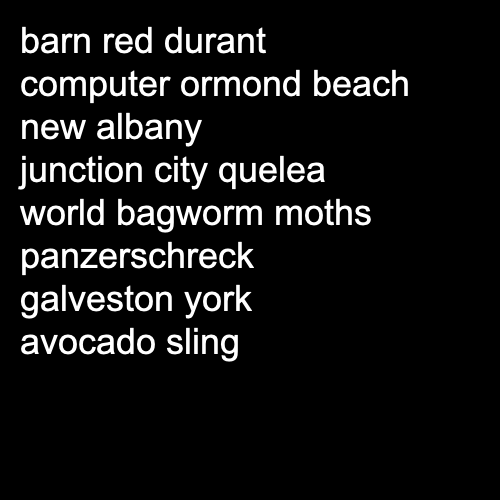 barn red durant
computer ormond beach
new albany
junction city quelea
world bagworm moths
panzerschreck
galveston york
avocado sling